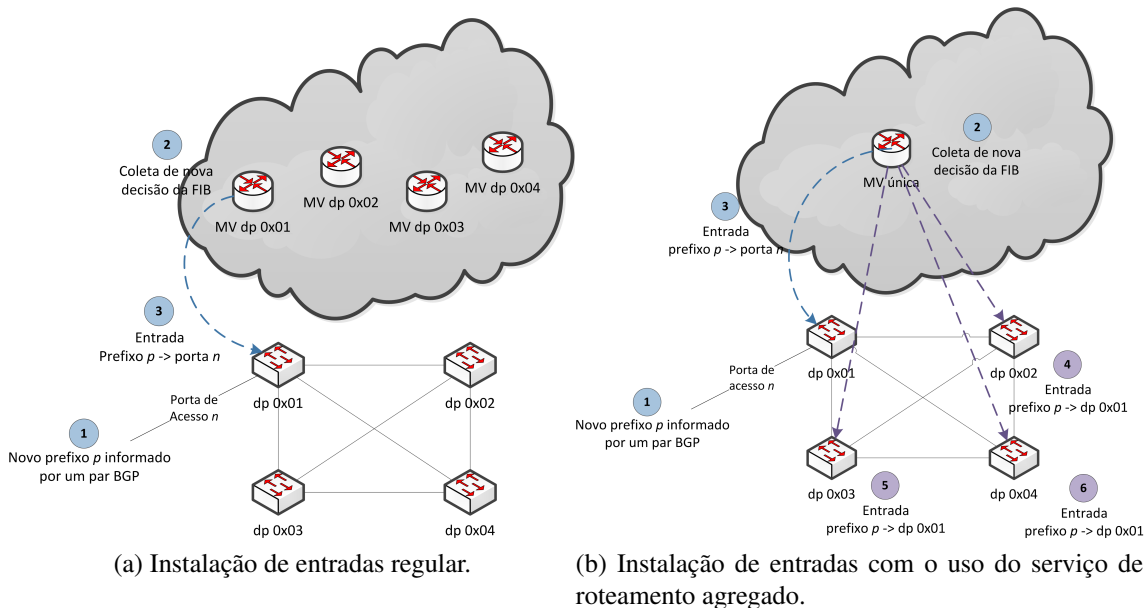 2
Coleta de nova
decisão da FIB
MV dp 0x01
MV dp 0x02
MV dp 0x03
MV dp 0x04
3
Entrada
Prefixo p -> porta n
dp 0x01
dp 0x02
Porta de
Acesso n
1
Novo prefixo p informado
por um par BGP
dp 0x03
dp 0x04
(a) Instalação de entradas regular.
2
Coleta de nova
decisão da FIB
MV única
3
Entrada
prefixo p -> porta n
dp 0x01
dp 0x02
Porta de
acesso n
4
Entrada
prefixo p -> dp 0x01
1
Novo prefixo p informado
por um par BGP
dp 0x03
dp 0x04
5
Entrada
prefixo p -> dp 0x01
6
Entrada
prefixo p -> dp 0x01
(b) Instalação de entradas com o uso do serviço de
roteamento agregado.